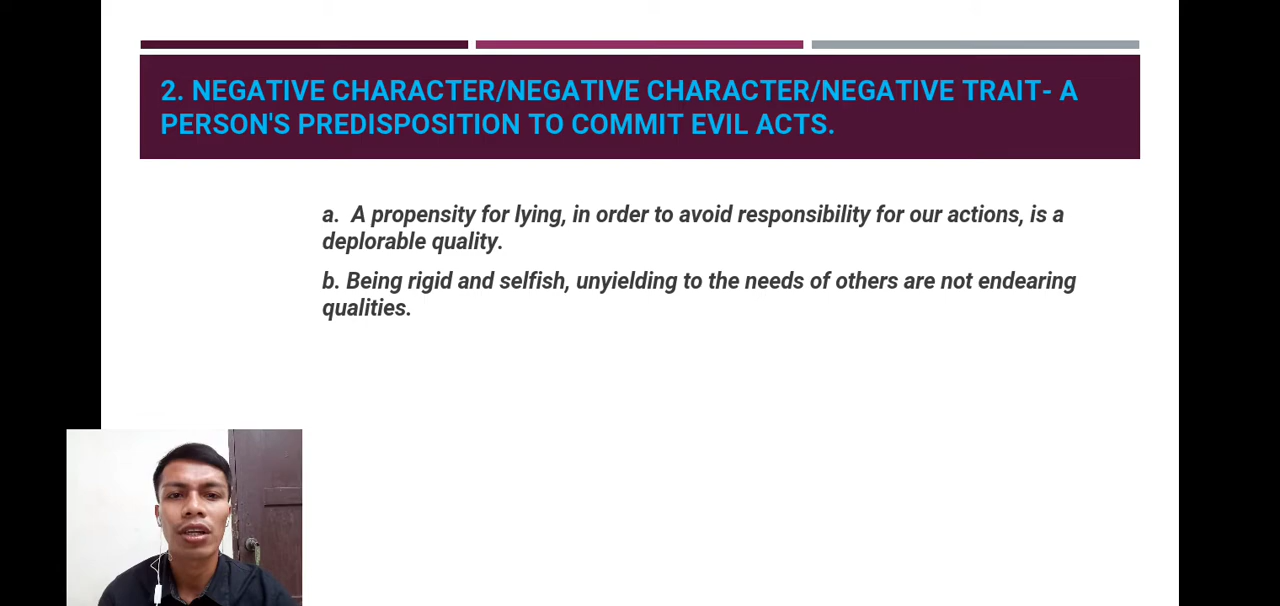 2. NEGATIVE CHARACTER/NEGATIVE CHARACTER/NEGATIVE TRAIT- A
PERSON'S PREDISPOSITION TO COMMIT EVIL ACTS.
a. A propensity for lying, in order to avoid responsibility for our actions, is a
deplorable quality.
b. Being rigid and selfish, unyielding to the needs of others are not endearing
qualities.